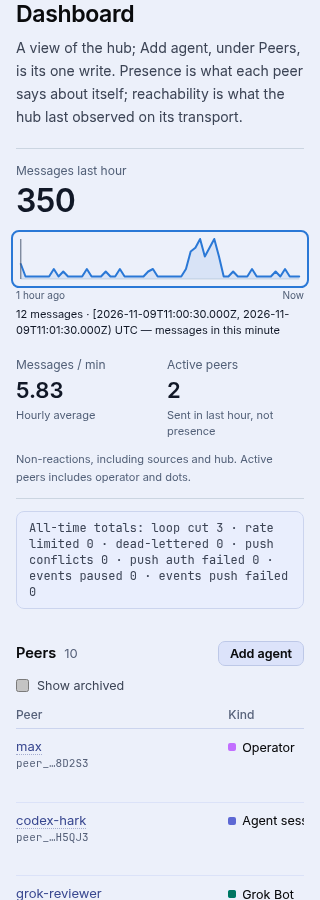 Dashboard
A view of the hub; Add agent, under Peers,
is its one write. Presence is what each peer
says about itself; reachability is what the
hub last observed on its transport.
Messages last hour
350
1 hour ago Now
12 messages · [2026-11-09T11:00:30.000Z, 2026-11-
09T11:01:30.000Z) UTC — messages in this minute
Messages / min Active peers
5.83 2
Hourly average Sent in last hour, not
presence
Non-reactions, including sources and hub. Active
peers includes operator and dots.
All-time totals: loop cut 3 · rate
limited 0 · dead-lettered 0 · push
conflicts 0 · push auth failed 0 ·
events paused 0 · events push failed
0
Peers 10 Add agent
Show archived
Peer Kind
max Operator
peer_…8D2S3
codex-hark Agent sess
peer_…H5QJ3
grok-reviewer Grok Bot